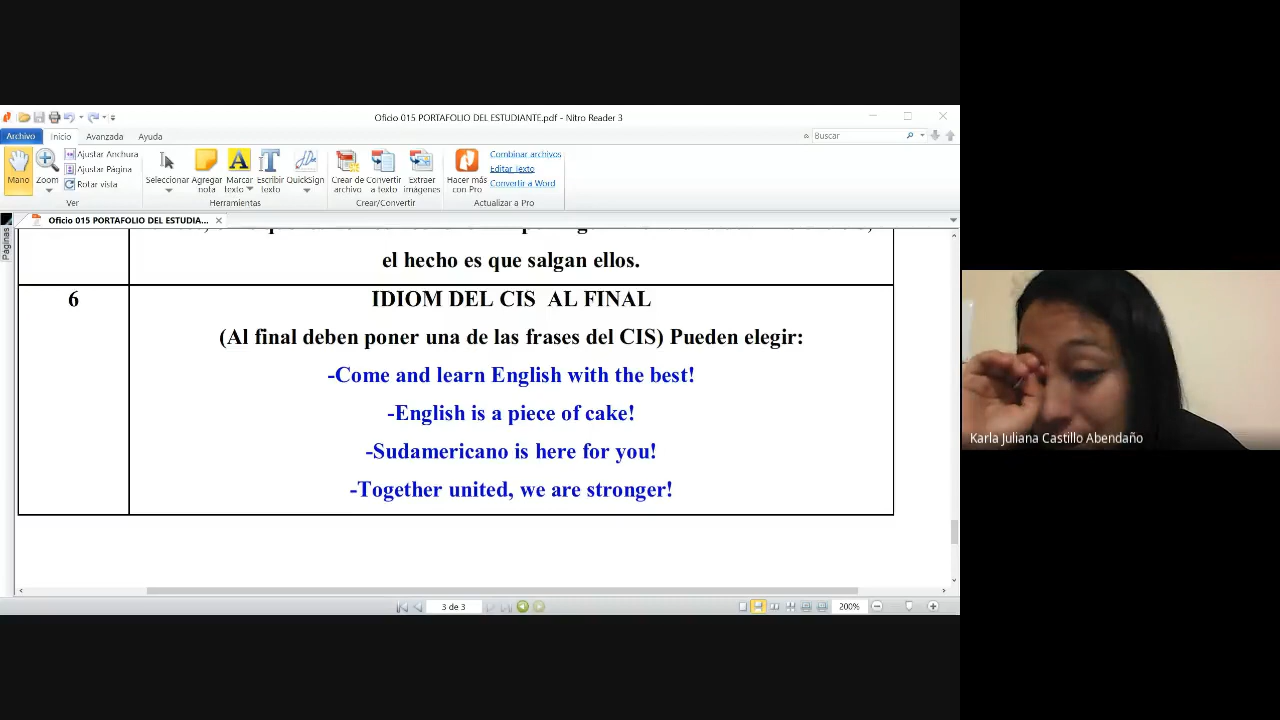 Oficio 015 PORTAFOLIO DEL ESTUDIANTE.pdf - Nitro Reader 3
Archivo Inicio Avanzada Ayuda
Buscar
Mano
Zoom
Ajustar Anchura
Ajustar Página
Rotar vista
Ver
Seleccionar
Agregar nota
Marcar texto
Escribir texto
QuickSign
Herramientas
Crear de archivo
Convertir a texto
Extraer imágenes
Crear/Convertir
Hacer más con Pro
Combinar archivos
Editar Texto
Convertir a Word
Actualizar a Pro
Oficio 015 PORTAFOLIO DEL ESTUDIA...
Páginas
el hecho es que salgan ellos.
6 IDIOM DEL CIS AL FINAL
(Al final deben poner una de las frases del CIS) Pueden elegir:
-Come and learn English with the best!
-English is a piece of cake!
-Sudamericano is here for you!
-Together united, we are stronger!
3 de 3
200%
Karla Juliana Castillo Abendaño